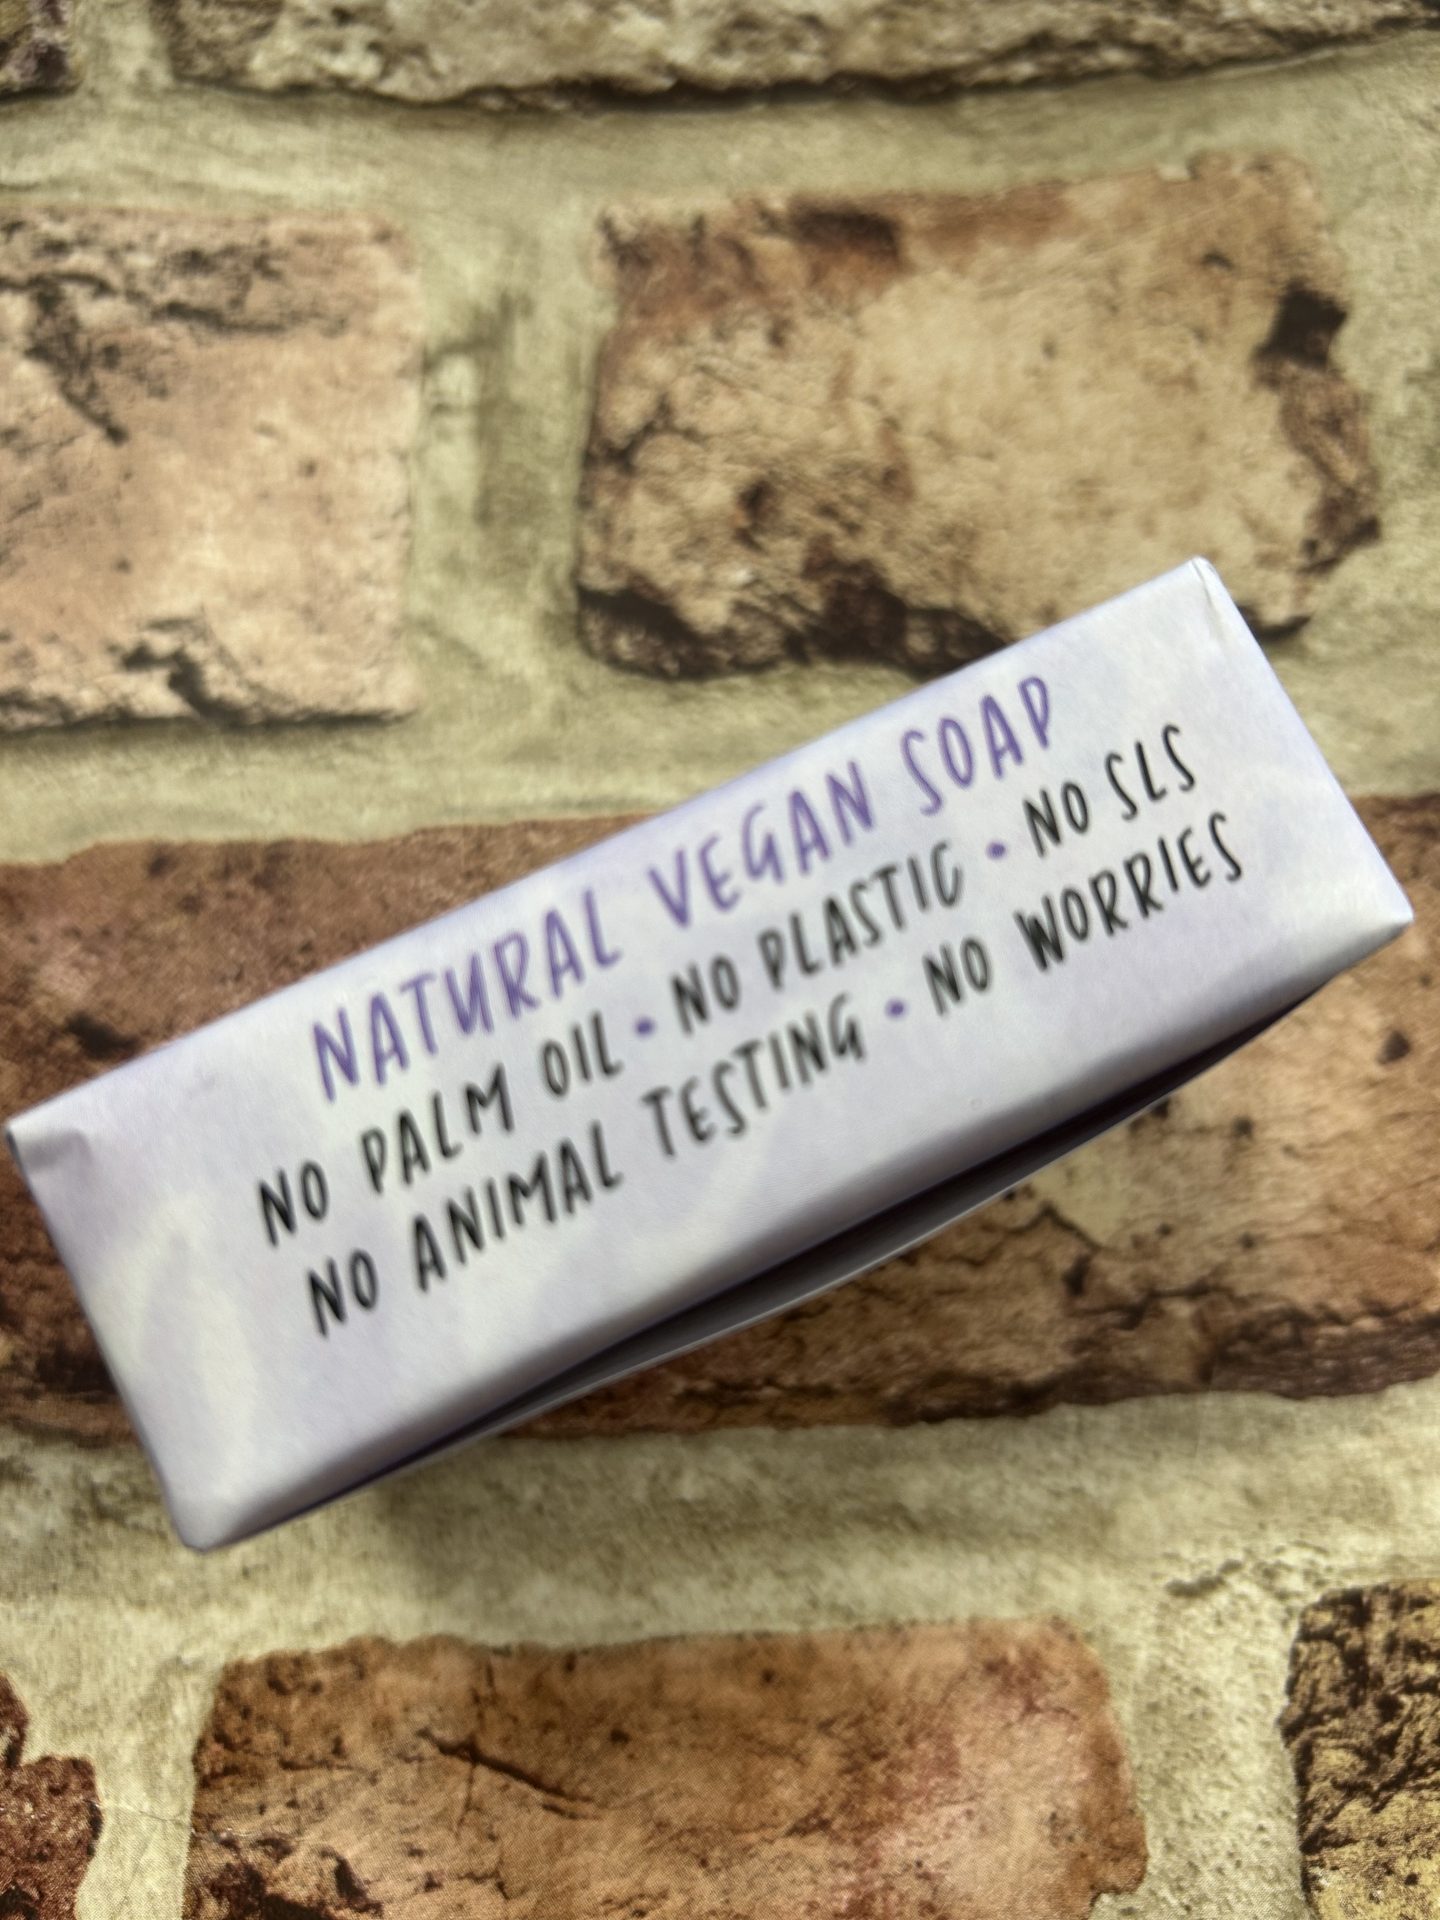 NATURAL VEGAN SOAP
NO PALM OIL • NO PLASTIC • NO SLS
NO ANIMAL TESTING • NO WORRIES